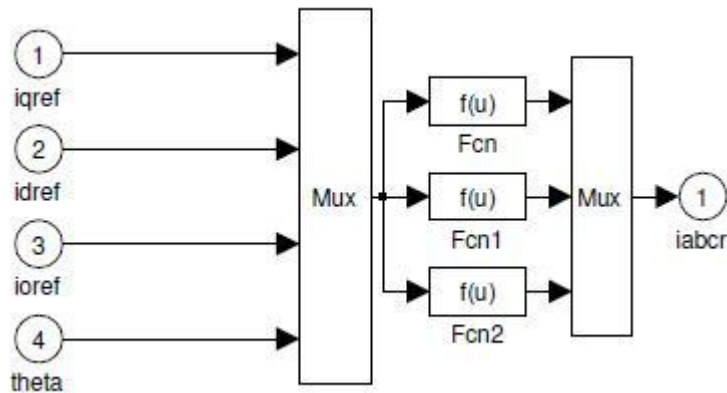 1
iqref
2
idref
3
ioref
4
theta
Mux
f(u)
Fcn
f(u)
Fcn1
f(u)
Fcn2
Mux
1
iabcr